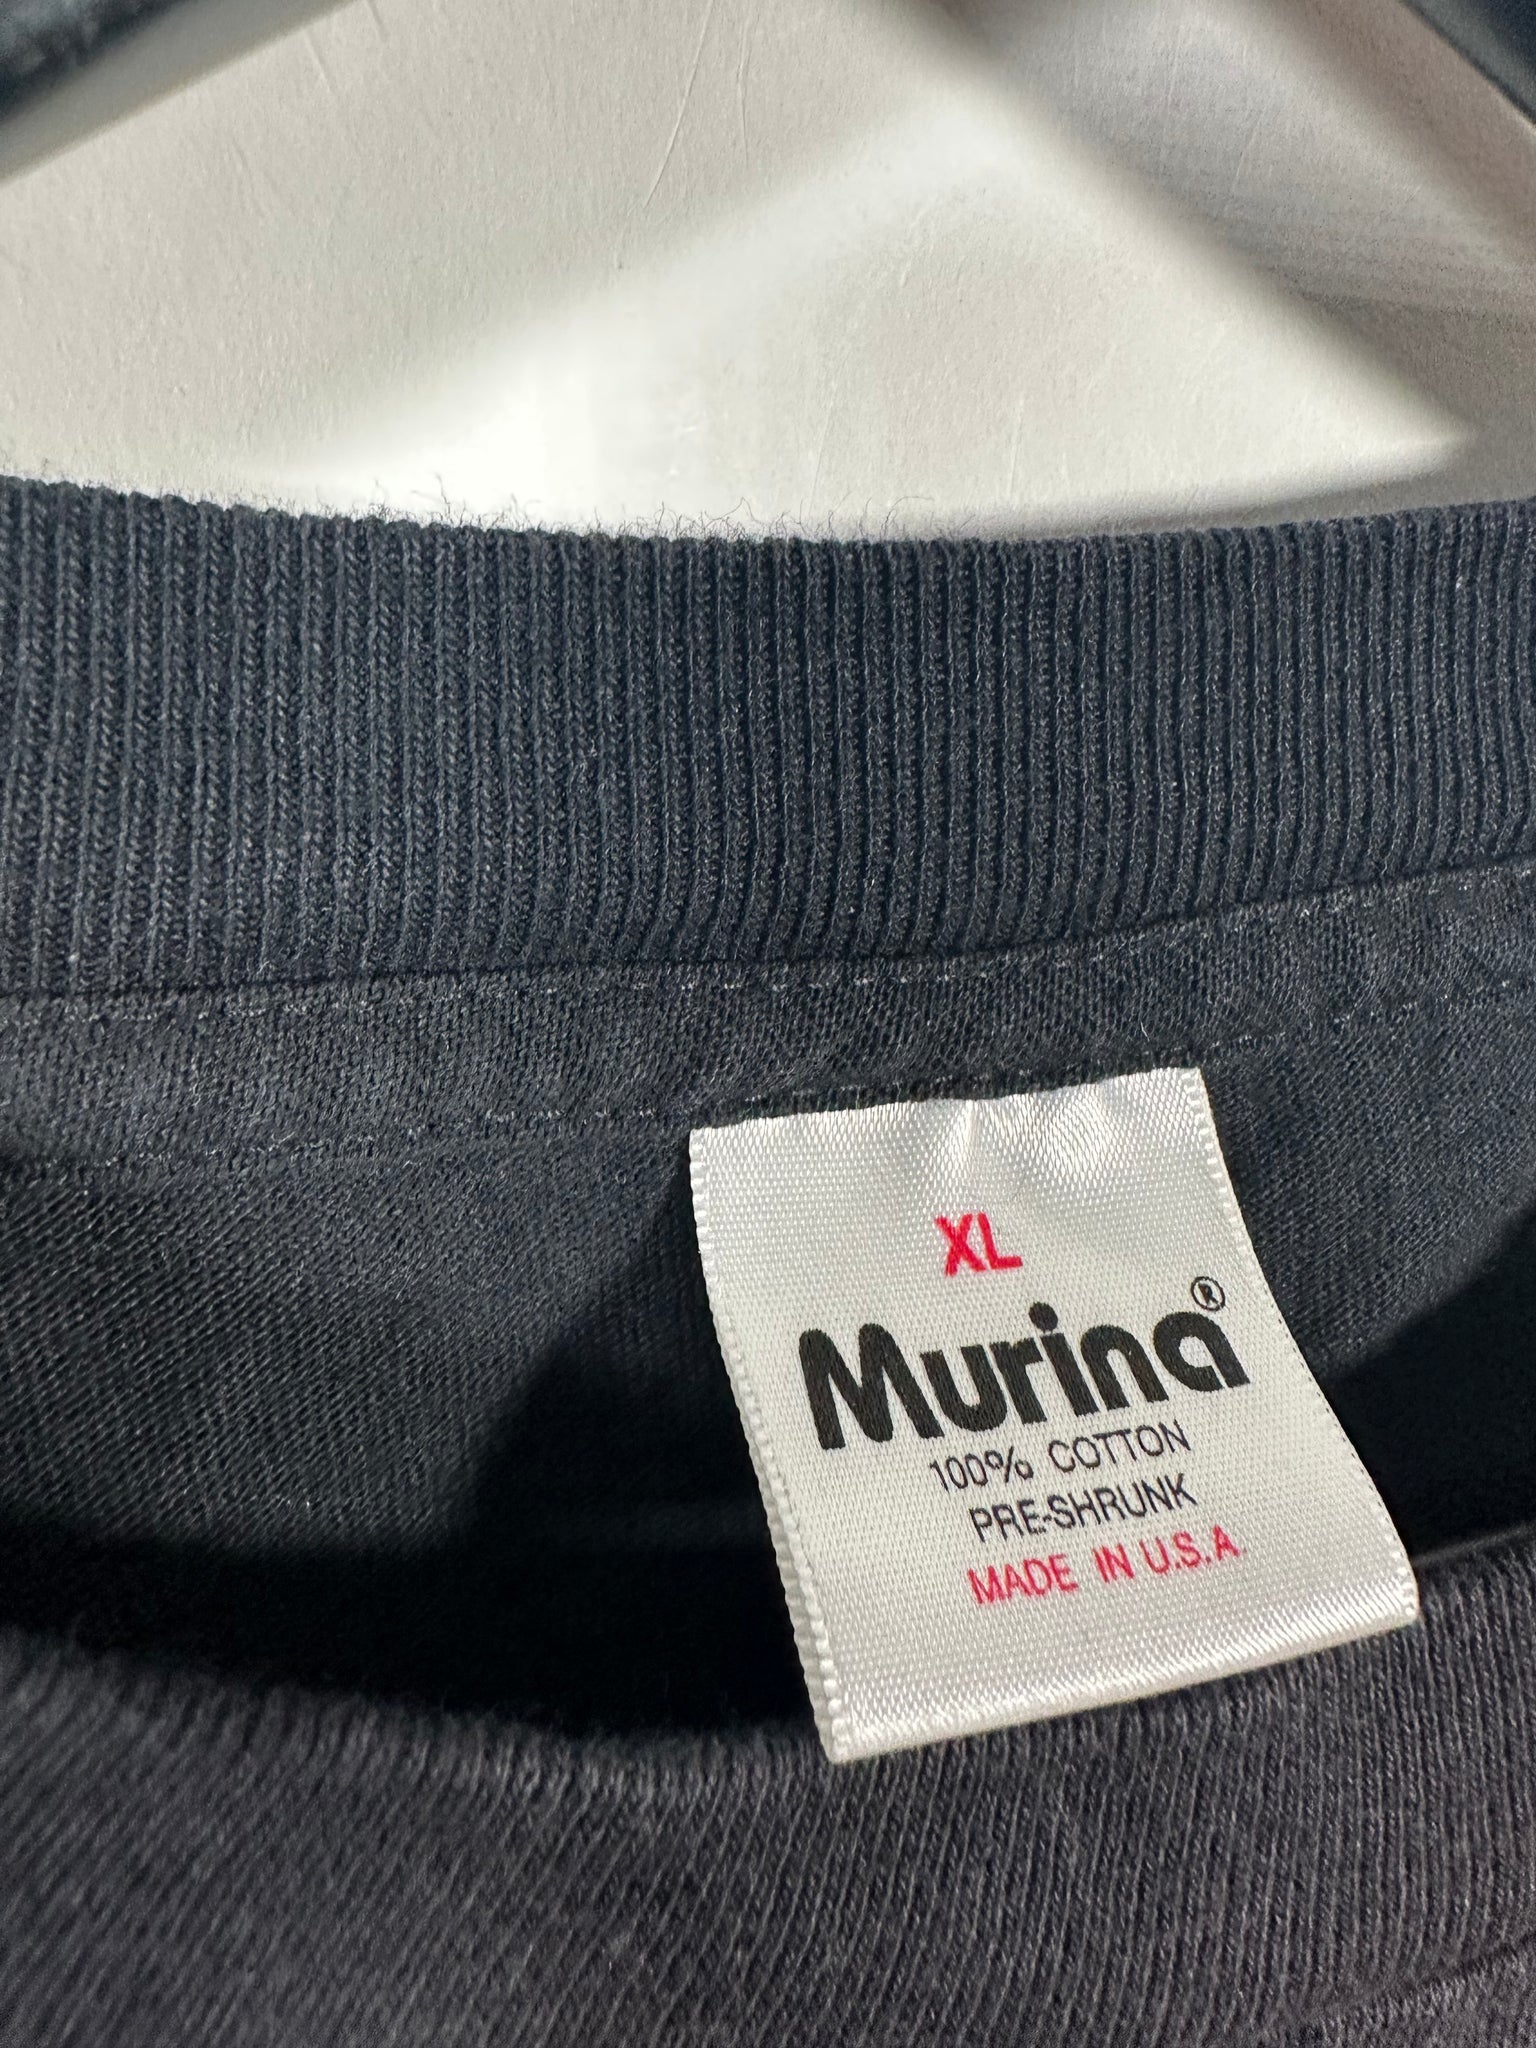 XL
Murina®
100% COTTON
PRE-SHRUNK
MADE IN U.S.A.